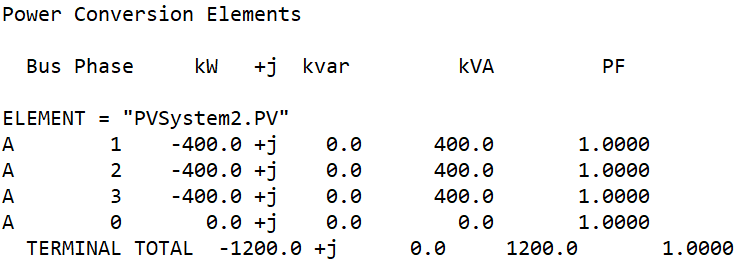 Power Conversion Elements
Bus Phase kW +j kvar kVA PF
ELEMENT = "PVSystem2.PV"
A 1 -400.0 +j 0.0 400.0 1.0000
A 2 -400.0 +j 0.0 400.0 1.0000
A 3 -400.0 +j 0.0 400.0 1.0000
A 0 0.0 +j 0.0 0.0 1.0000
TERMINAL TOTAL -1200.0 +j 0.0 1200.0 1.0000